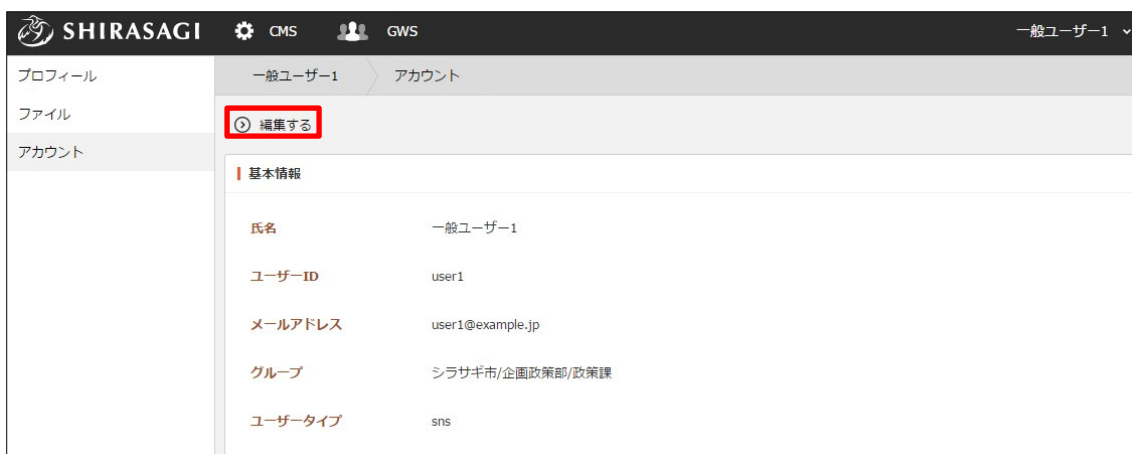 SHIRASAGI CMS GWS 一般ユーザー1
プロフィール
ファイル
アカウント
一般ユーザー1 アカウント
編集する
基本情報
氏名 一般ユーザー1
ユーザーID user1
メールアドレス user1@example.jp
グループ シラサギ市/企画政策部/政策課
ユーザータイプ sns